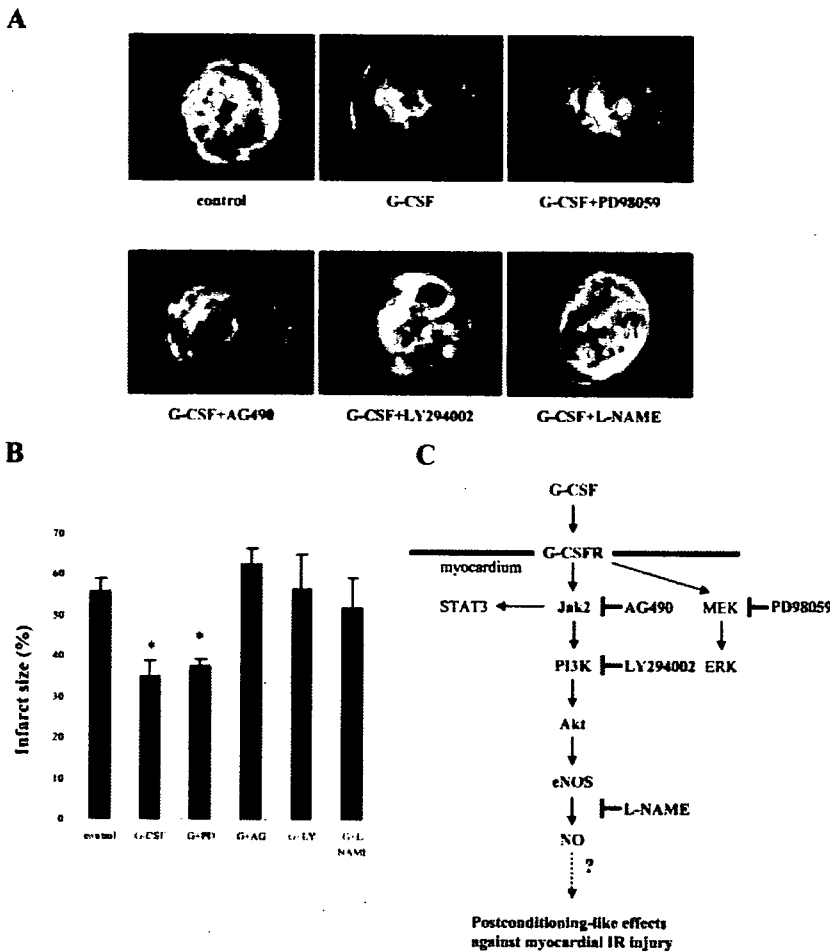 A
control
G-CSF
G-CSF+PD98059
G-CSF+AG490
G-CSF+LY294002
G-CSF+L-NAME
B
Infarct size (%)
70
60
50
40
30
20
10
0
*
*
control
G-CSF
G+PD
G+AG
G+LY
G+L-
NAME
C
G-CSF
G-CSFR
myocardium
STAT3
Jak2
AG490
MEK
PD98059
PI3K
LY294002
ERK
Akt
eNOS
L-NAME
NO
?
Postconditioning-like effects
against myocardial IR injury